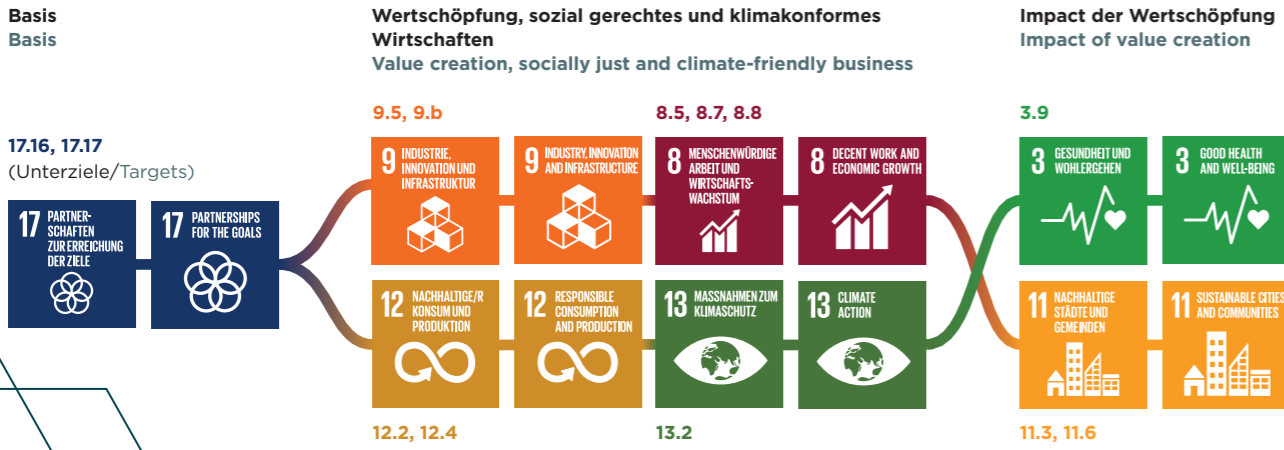 Basis
Basis
17.16, 17.17
(Unterziele/Targets)
17 PARTNER-
SCHAFTEN
ZUR ERREICHUNG
DER ZIELE
17 PARTNERSHIPS
FOR THE GOALS
Wertschöpfung, sozial gerechtes und klimakonformes
Wirtschaften
Value creation, socially just and climate-friendly business
9.5, 9.b
9 INDUSTRIE,
INNOVATION UND
INFRASTRUKTUR
9 INDUSTRY, INNOVATION
AND INFRASTRUCTURE
8.5, 8.7, 8.8
8 MENSCHENWÜRDIGE
ARBEIT UND
WIRTSCHAFTS-
WACHSTUM
8 DECENT WORK AND
ECONOMIC GROWTH
12 NACHHALTIGE/R
KONSUM UND
PRODUKTION
12 RESPONSIBLE
CONSUMPTION
AND PRODUCTION
12.2, 12.4
13 MASSNAHMEN ZUM
KLIMASCHUTZ
13 CLIMATE
ACTION
13.2
Impact der Wertschöpfung
Impact of value creation
3.9
3 GESUNDHEIT UND
WOHLERGEHEN
3 GOOD HEALTH
AND WELL-BEING
11 NACHHALTIGE
STÄDTE UND
GEMEINDEN
11 SUSTAINABLE CITIES
AND COMMUNITIES
11.3, 11.6